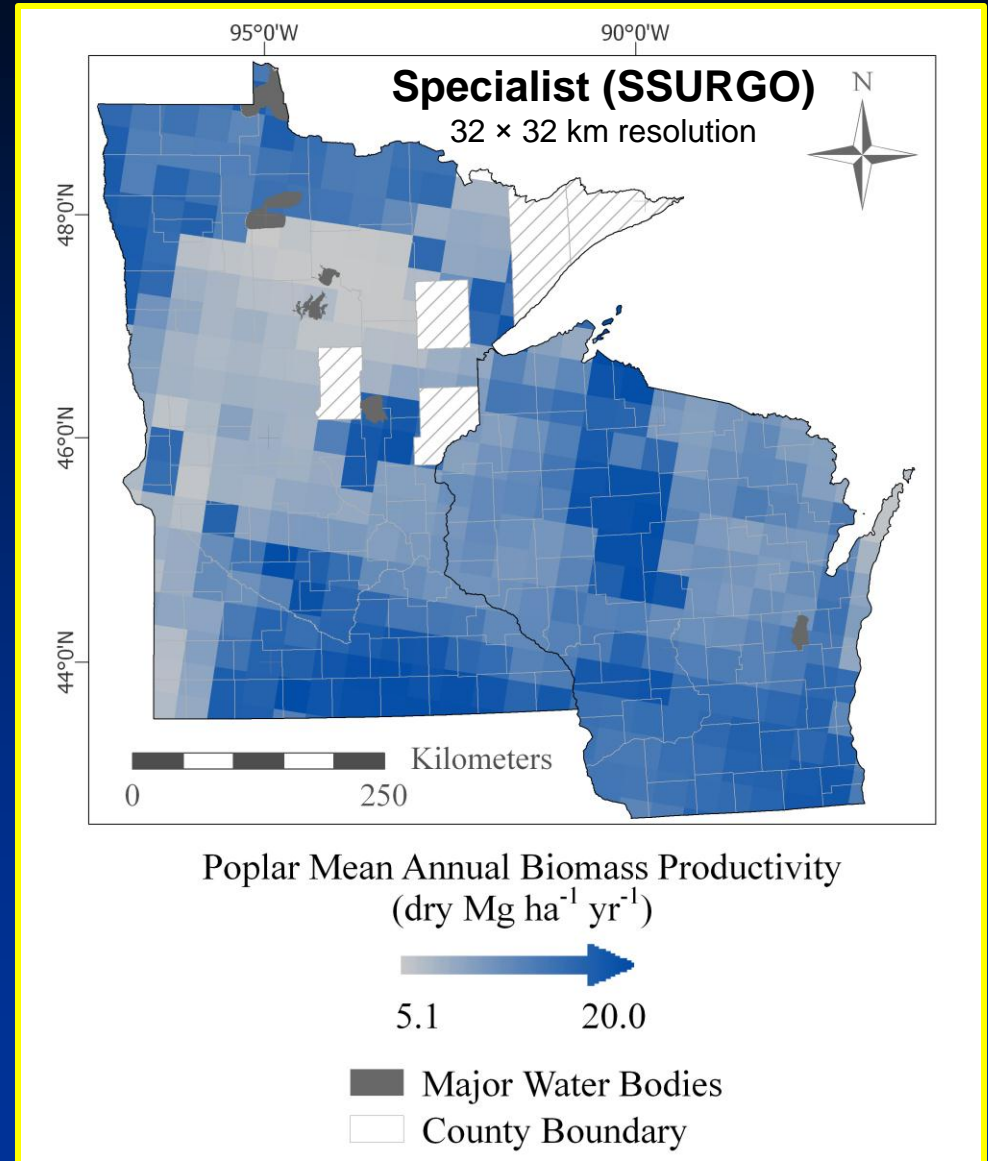 95°0'W 90°0'W
Specialist (SSURGO)
32 × 32 km resolution
N
48°0'N
46°0'N
44°0'N
Kilometers
0 250
Poplar Mean Annual Biomass Productivity
(dry Mg ha⁻¹ yr⁻¹)
5.1 20.0
Major Water Bodies
County Boundary